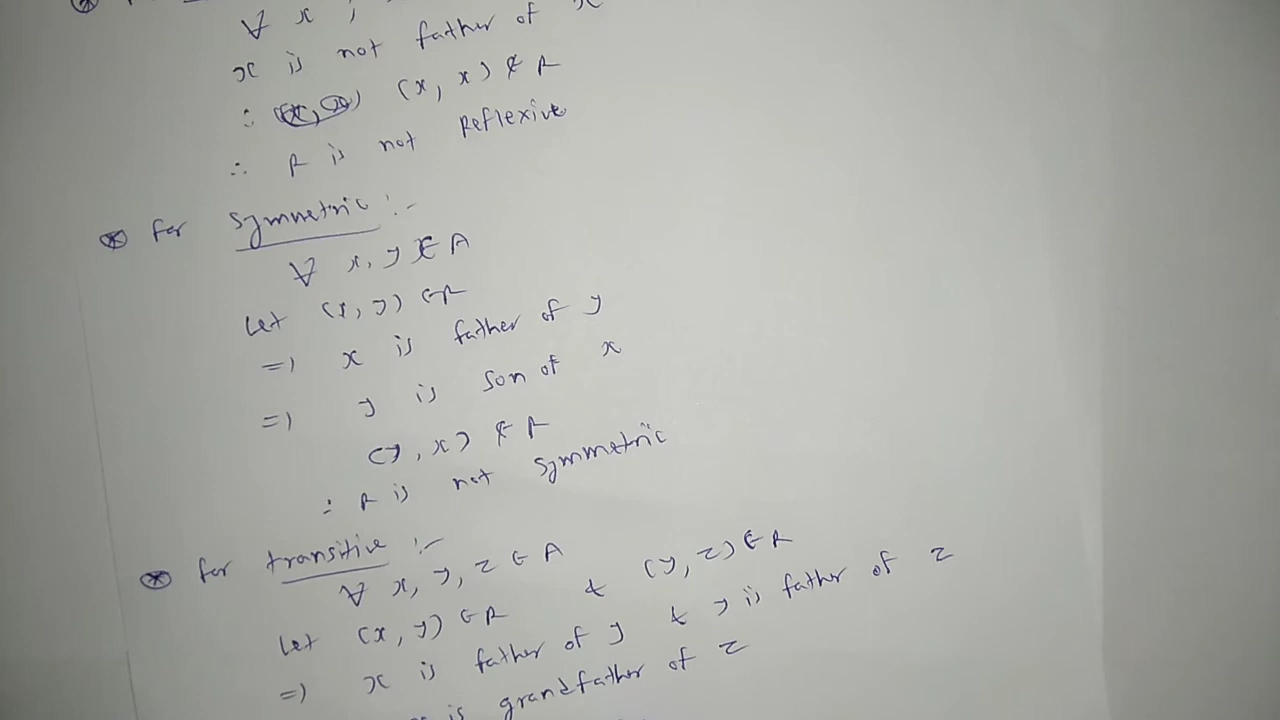 ∀ x ,
x is not father of x
∴ (x, x) (x, x) ∉ R
∴ R is not Reflexive
⊛ for symmetric :-
∀ x, y ∈ A
Let (x, y) ∈ R
=) x is father of y
=) y is son of x
(y, x) ∉ R
∴ R is not symmetric
⊛ for transitive :-
∀ x, y, z ∈ A
Let (x, y) ∈ R & (y, z) ∈ R
=) x is father of y & y is father of z
is grandfather of z